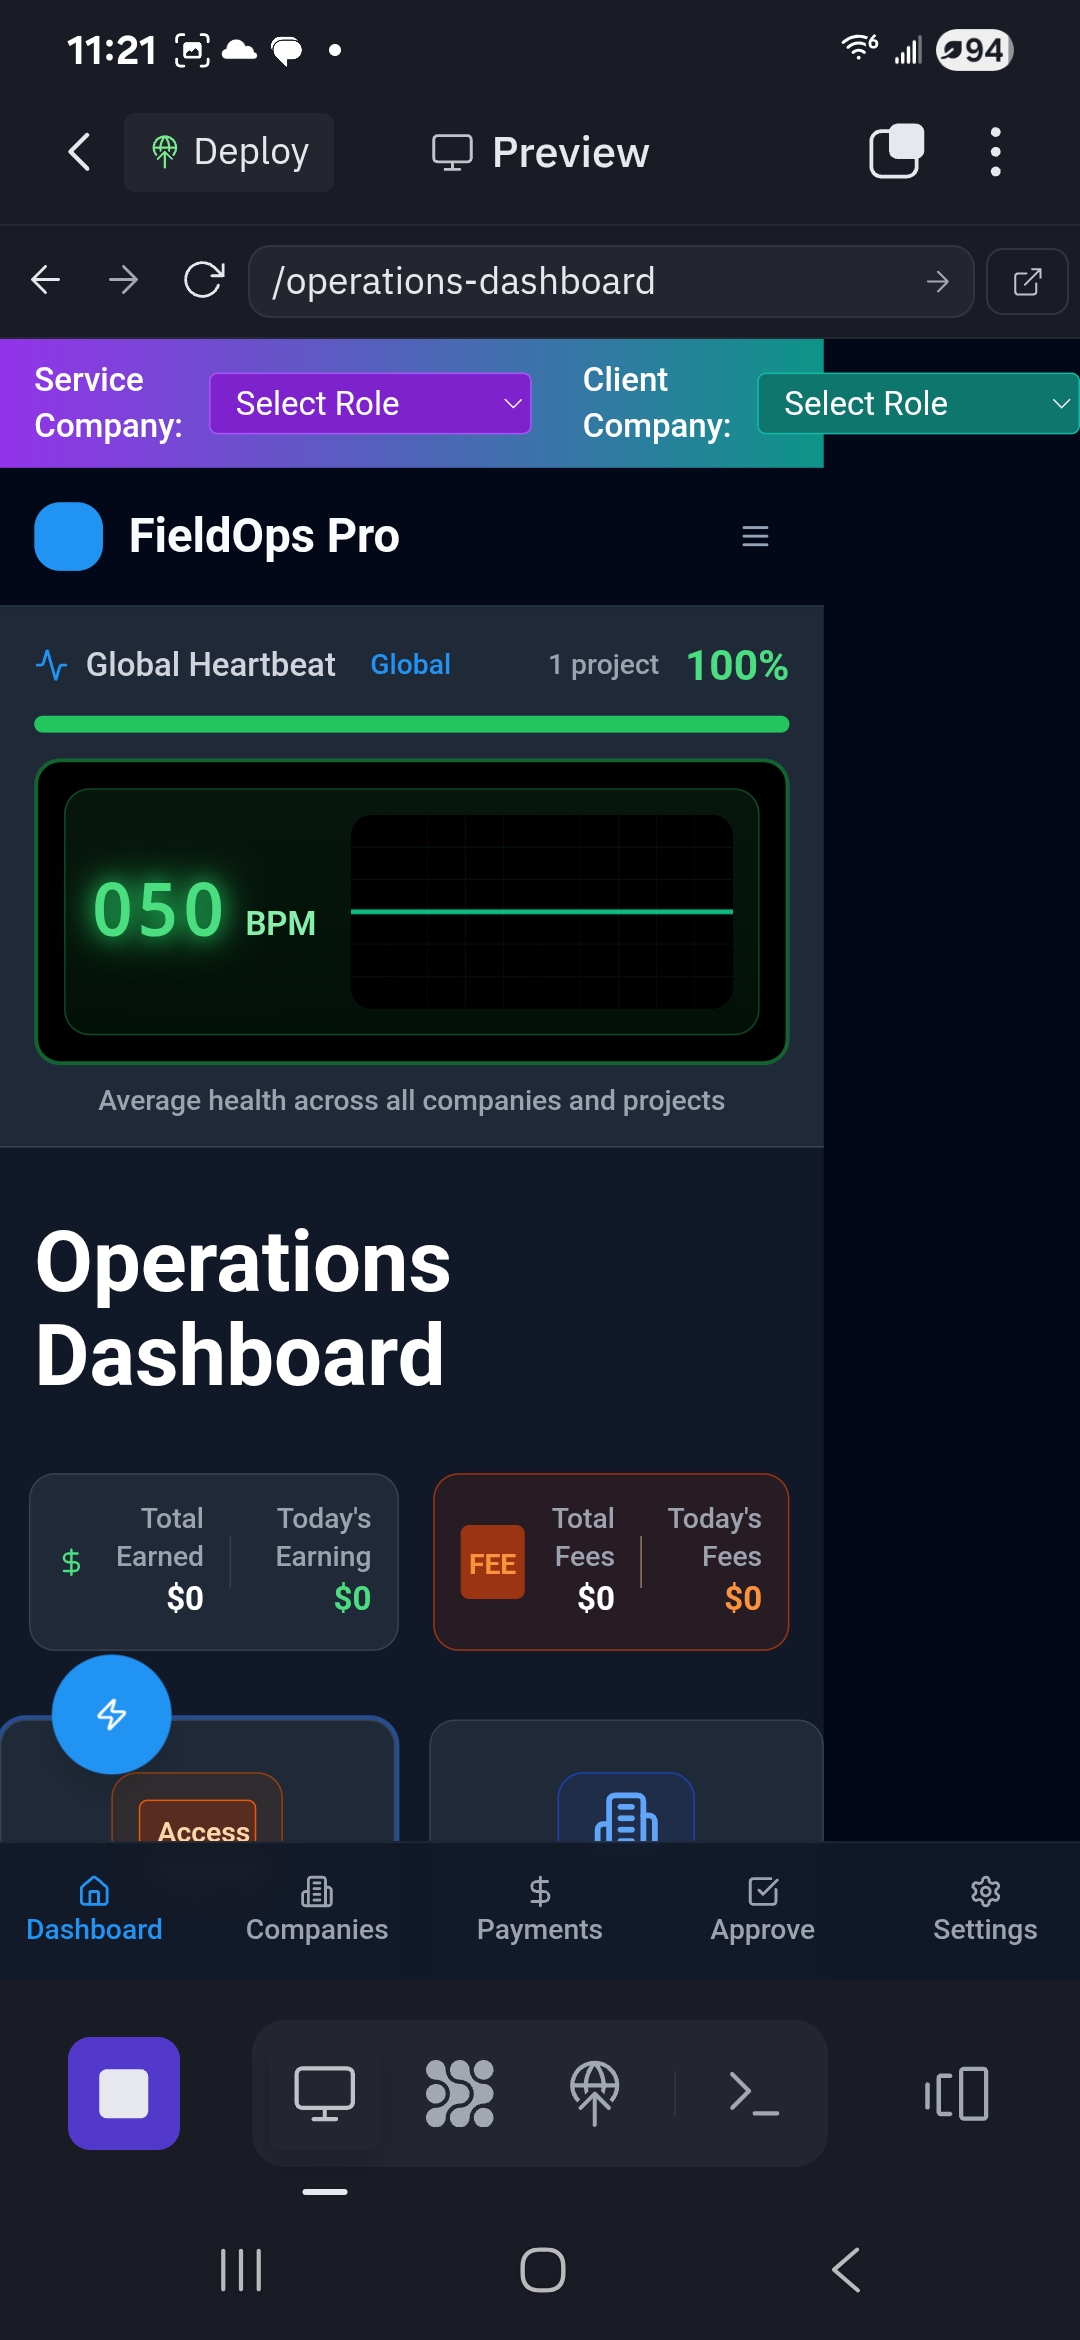 11:21
6
94
Deploy
Preview
/operations-dashboard
Service
Company:
Select Role
Client
Company:
Select Role
FieldOps Pro
Global Heartbeat
Global
1 project
100%
050 BPM
Average health across all companies and projects
Operations
Dashboard
$
Total
Earned
$0
Today's
Earning
$0
FEE
Total
Fees
$0
Today's
Fees
$0
Access
Dashboard
Companies
Payments
Approve
Settings